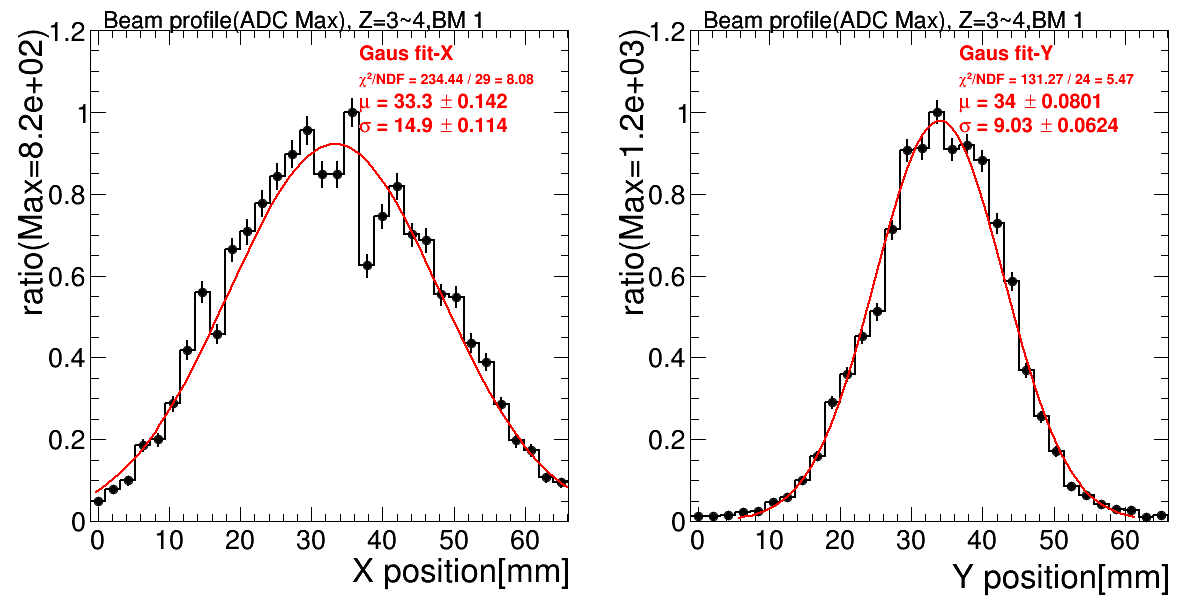 Beam profile(ADC Max), Z=3~4,BM 1
ratio(Max=8.2e+02)
Gaus fit-X
χ²/NDF = 234.44 / 29 = 8.08
μ = 33.3 ± 0.142
σ = 14.9 ± 0.114
1.2
1
0.8
0.6
0.4
0.2
0
0 10 20 30 40 50 60
X position[mm]
Beam profile(ADC Max), Z=3~4,BM 1
ratio(Max=1.2e+03)
Gaus fit-Y
χ²/NDF = 131.27 / 24 = 5.47
μ = 34 ± 0.0801
σ = 9.03 ± 0.0624
1.2
1
0.8
0.6
0.4
0.2
0
0 10 20 30 40 50 60
Y position[mm]